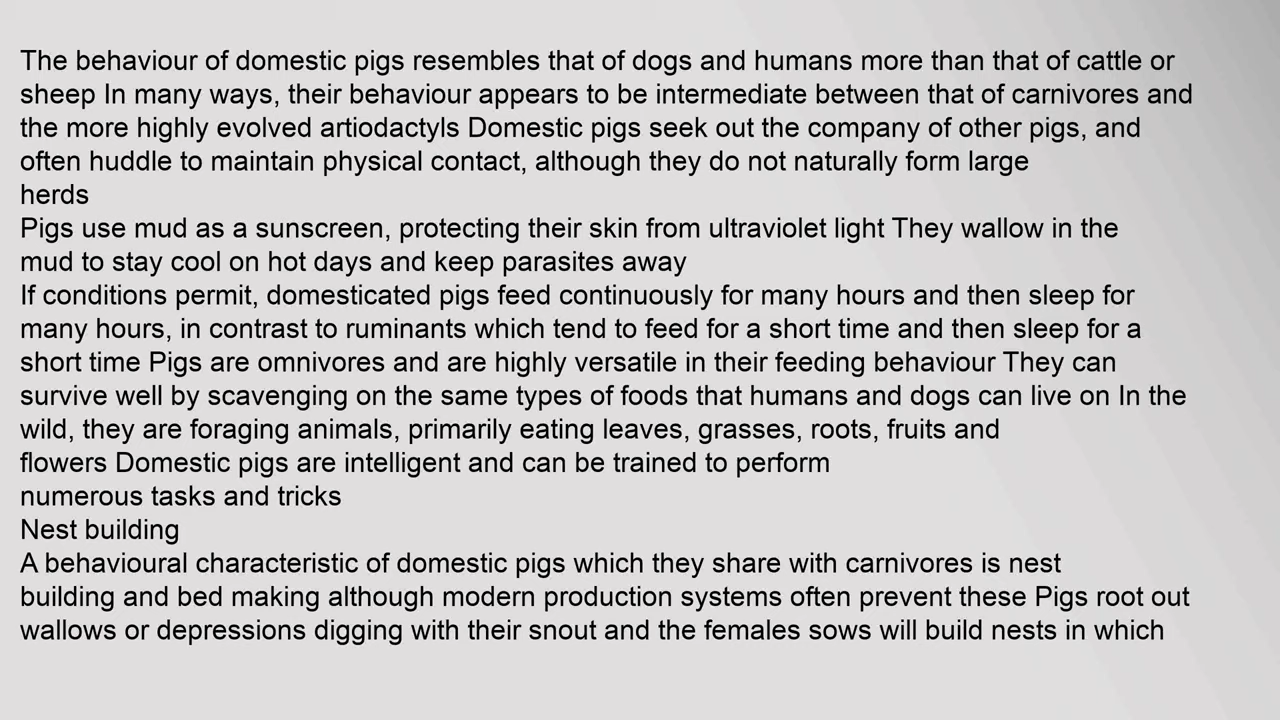 The behaviour of domestic pigs resembles that of dogs and humans more than that of cattle or
sheep In many ways, their behaviour appears to be intermediate between that of carnivores and
the more highly evolved artiodactyls Domestic pigs seek out the company of other pigs, and
often huddle to maintain physical contact, although they do not naturally form large
herds
Pigs use mud as a sunscreen, protecting their skin from ultraviolet light They wallow in the
mud to stay cool on hot days and keep parasites away
If conditions permit, domesticated pigs feed continuously for many hours and then sleep for
many hours, in contrast to ruminants which tend to feed for a short time and then sleep for a
short time Pigs are omnivores and are highly versatile in their feeding behaviour They can
survive well by scavenging on the same types of foods that humans and dogs can live on In the
wild, they are foraging animals, primarily eating leaves, grasses, roots, fruits and
flowers Domestic pigs are intelligent and can be trained to perform
numerous tasks and tricks
Nest building
A behavioural characteristic of domestic pigs which they share with carnivores is nest
building and bed making although modern production systems often prevent these Pigs root out
wallows or depressions digging with their snout and the females sows will build nests in which